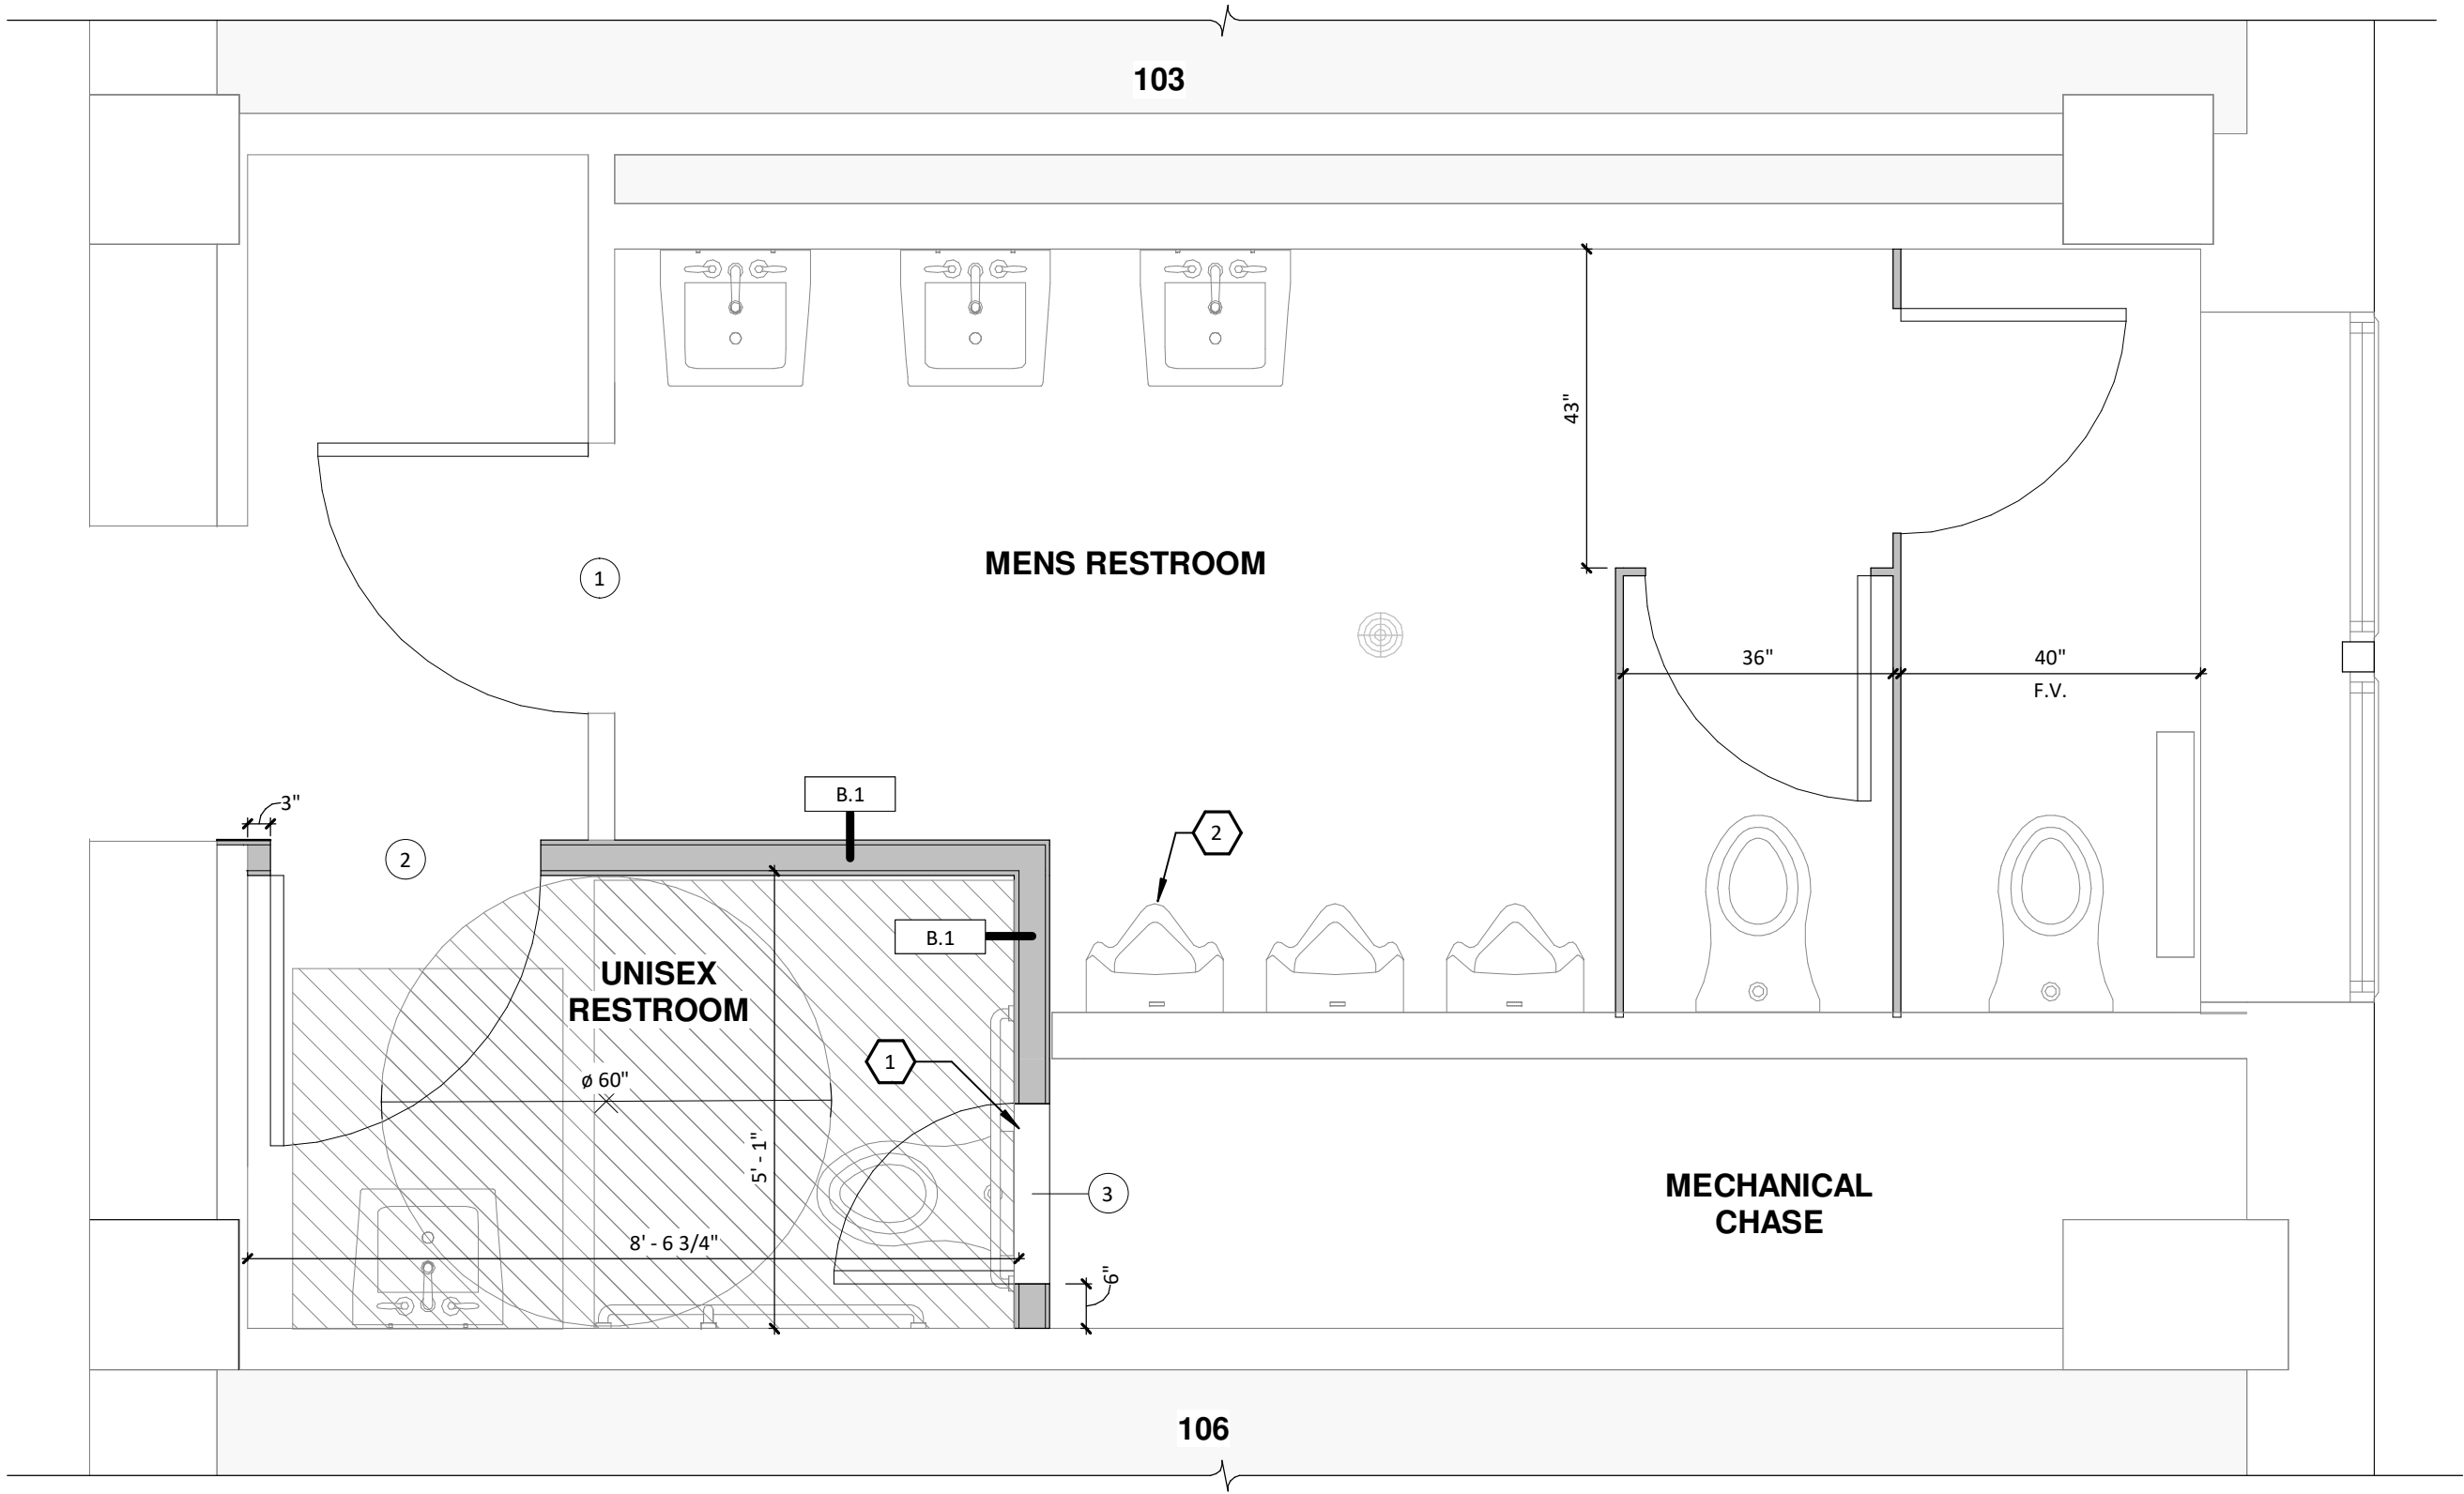 103
43"
MENS RESTROOM
1
36"
40"
F.V.
B.1
3"
2
2
B.1
UNISEX
RESTROOM
1
ø 60"
5' - 1"
3
MECHANICAL
CHASE
8' - 6 3/4"
6"
106